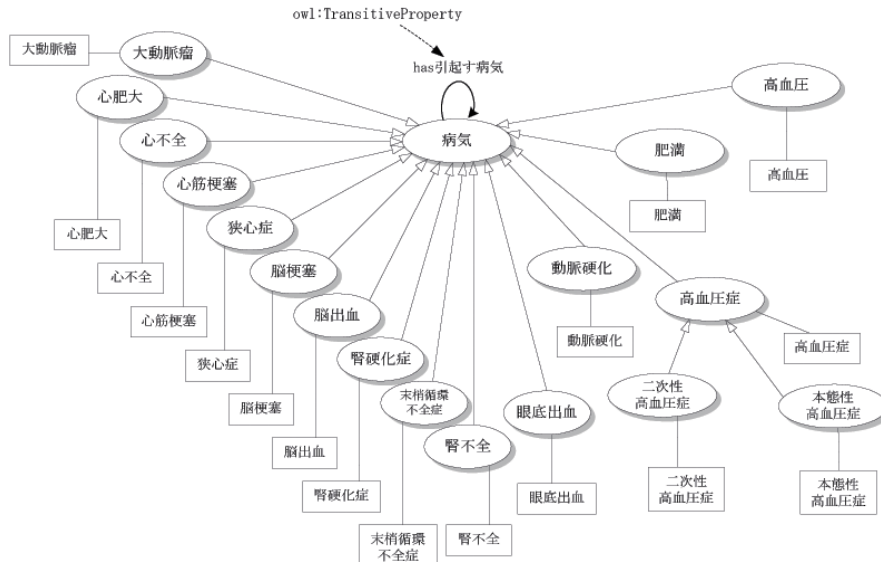 owl:TransitiveProperty
has引起す病気
病気
大動脈瘤
大動脈瘤
心肥大
心肥大
心不全
心不全
心筋梗塞
心筋梗塞
狭心症
狭心症
脳梗塞
脳梗塞
脳出血
脳出血
腎硬化症
腎硬化症
末梢循環
不全症
末梢循環
不全症
腎不全
腎不全
眼底出血
眼底出血
動脈硬化
動脈硬化
肥満
肥満
高血圧
高血圧
高血圧症
高血圧症
二次性
高血圧症
二次性
高血圧症
本態性
高血圧症
本態性
高血圧症